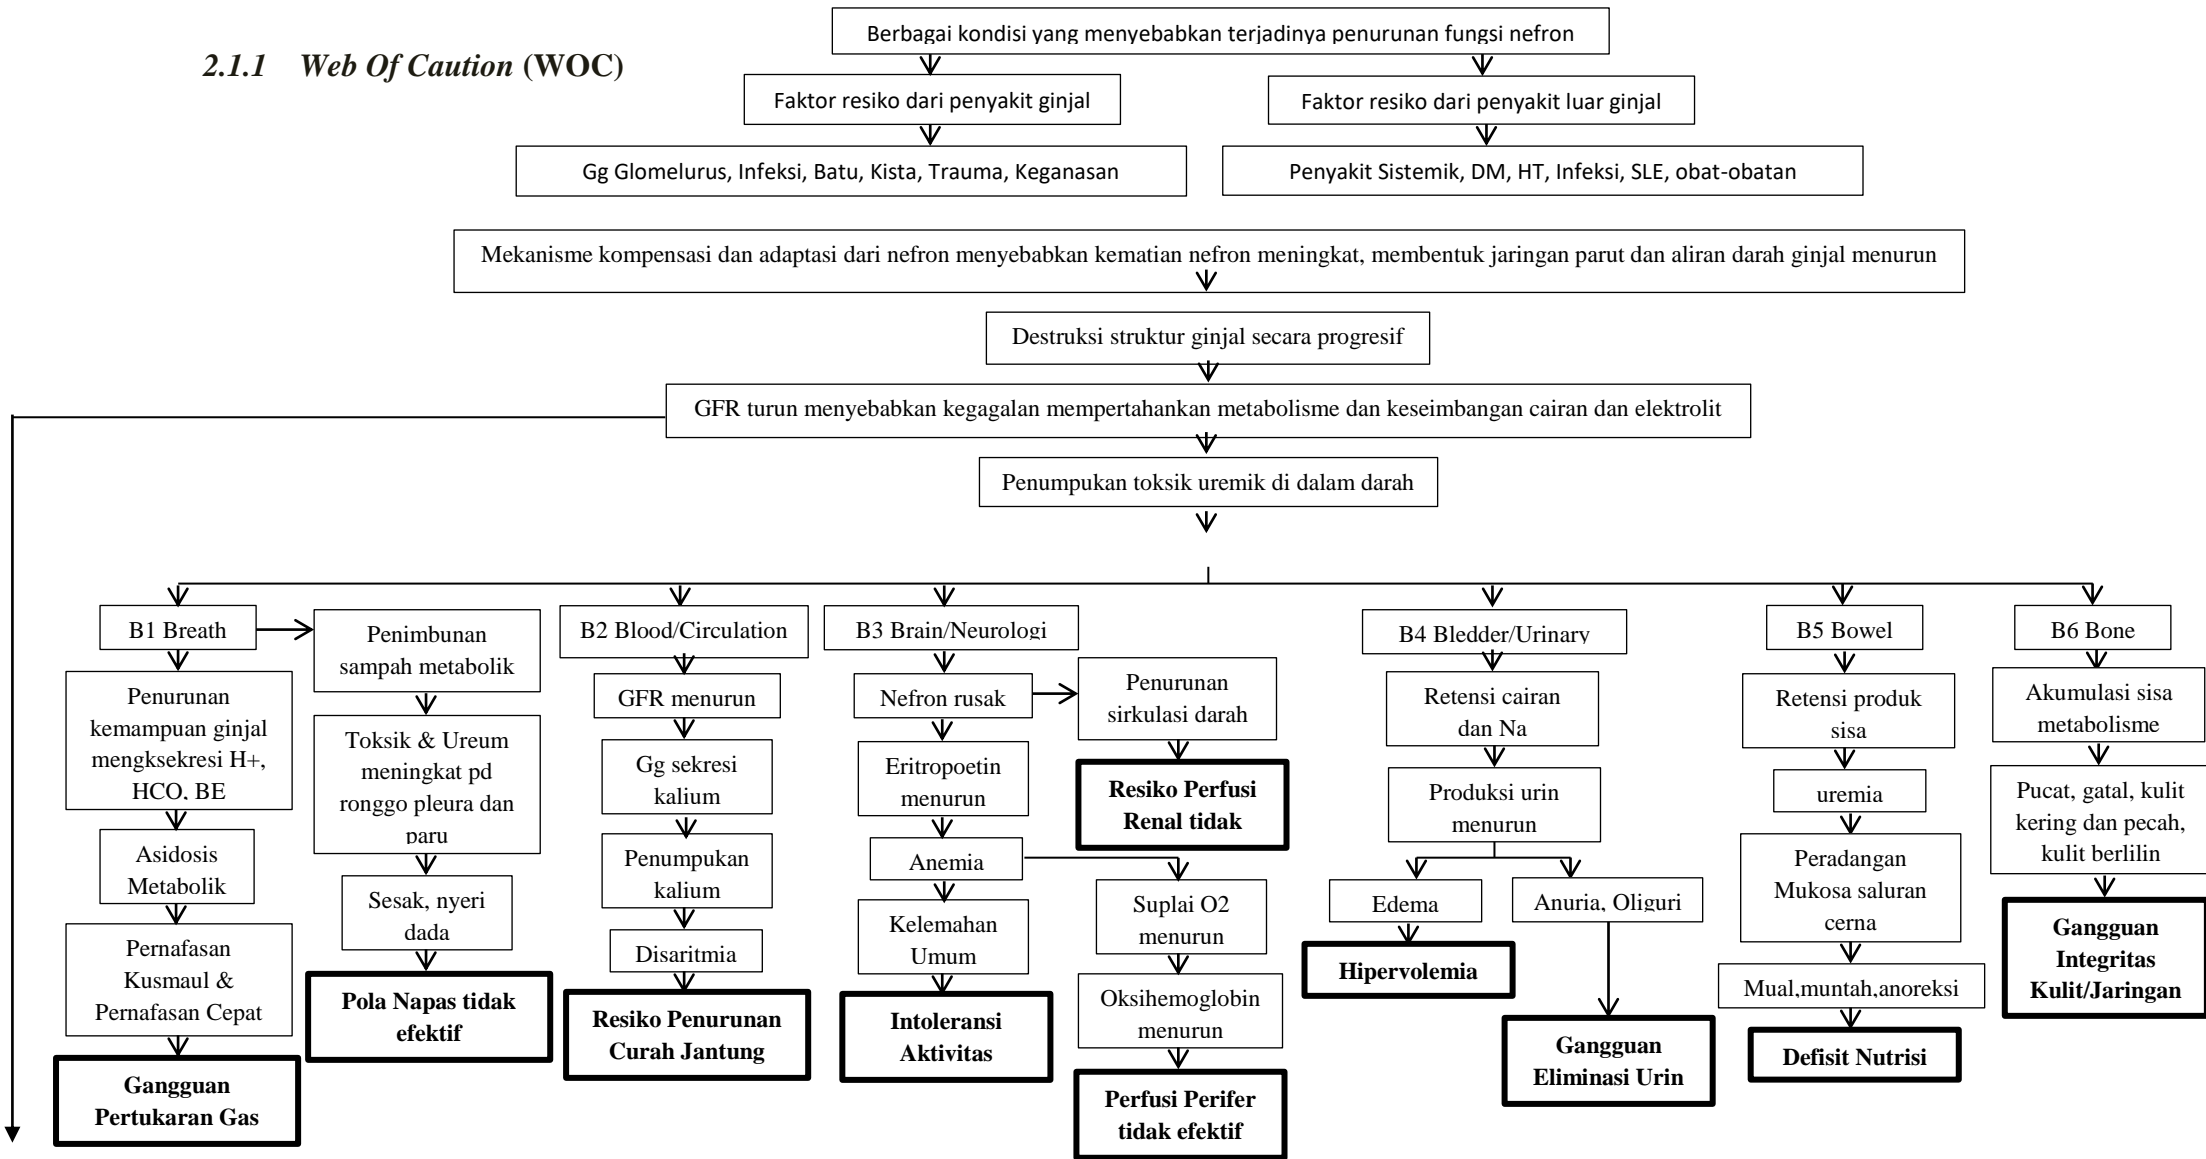 Berbagai kondisi yang menyebabkan terjadinya penurunan fungsi nefron
2.1.1 Web Of Caution (WOC)
Faktor resiko dari penyakit ginjal
Faktor resiko dari penyakit luar ginjal
Gg Glomelurus, Infeksi, Batu, Kista, Trauma, Keganasan
Penyakit Sistemik, DM, HT, Infeksi, SLE, obat-obatan
Mekanisme kompensasi dan adaptasi dari nefron menyebabkan kematian nefron meningkat, membentuk jaringan parut dan aliran darah ginjal menurun
Destruksi struktur ginjal secara progresif
GFR turun menyebabkan kegagalan mempertahankan metabolisme dan keseimbangan cairan dan elektrolit
Penumpukan toksik uremik di dalam darah
B1 Breath
Penurunan
kemampuan ginjal
mengksekresi H+,
HCO, BE
Asidosis
Metabolik
Pernafasan
Kusmaul &
Pernafasan Cepat
Gangguan
Pertukaran Gas
Penimbunan
sampah metabolik
Toksik & Ureum
meningkat pd
ronggo pleura dan
paru
Sesak, nyeri
dada
Pola Napas tidak
efektif
B2 Blood/Circulation
GFR menurun
Gg sekresi
kalium
Penumpukan
kalium
Disaritmia
Resiko Penurunan
Curah Jantung
B3 Brain/Neurologi
Nefron rusak
Eritropoetin
menurun
Anemia
Kelemahan
Umum
Intoleransi
Aktivitas
Penurunan
sirkulasi darah
Resiko Perfusi
Renal tidak
Suplai O2
menurun
Oksihemoglobin
menurun
Perfusi Perifer
tidak efektif
B4 Bledder/Urinary
Retensi cairan
dan Na
Produksi urin
menurun
Edema
Hipervolemia
Anuria, Oliguri
Gangguan
Eliminasi Urin
B5 Bowel
Retensi produk
sisa
uremia
Peradangan
Mukosa saluran
cerna
Mual,muntah,anoreksi
Defisit Nutrisi
B6 Bone
Akumulasi sisa
metabolisme
Pucat, gatal, kulit
kering dan pecah,
kulit berlilin
Gangguan
Integritas
Kulit/Jaringan